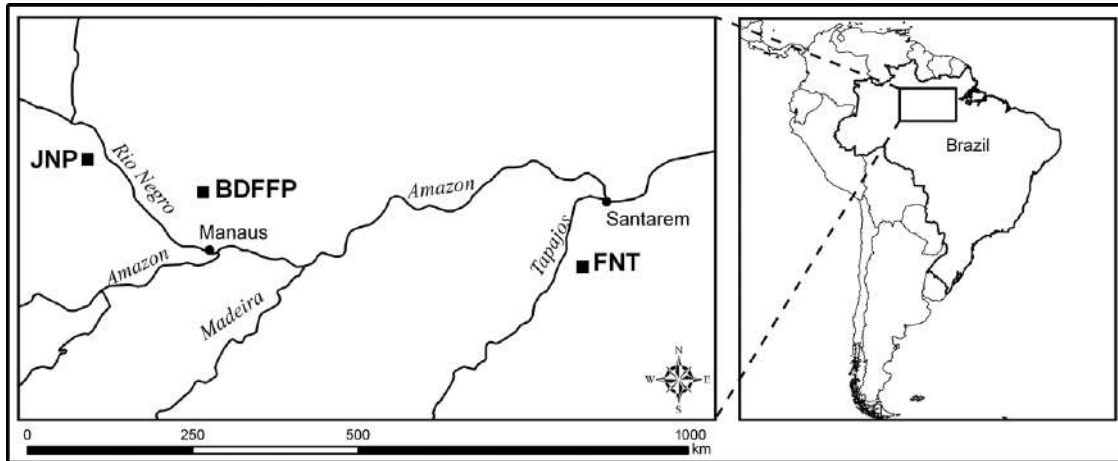 JNP
Rio Negro
BDFFP
Manaus
Amazon
Madeira
Amazon
Tapajos
Santarem
FNT
N
W E
S
Brazil
0 250 500 1000
km